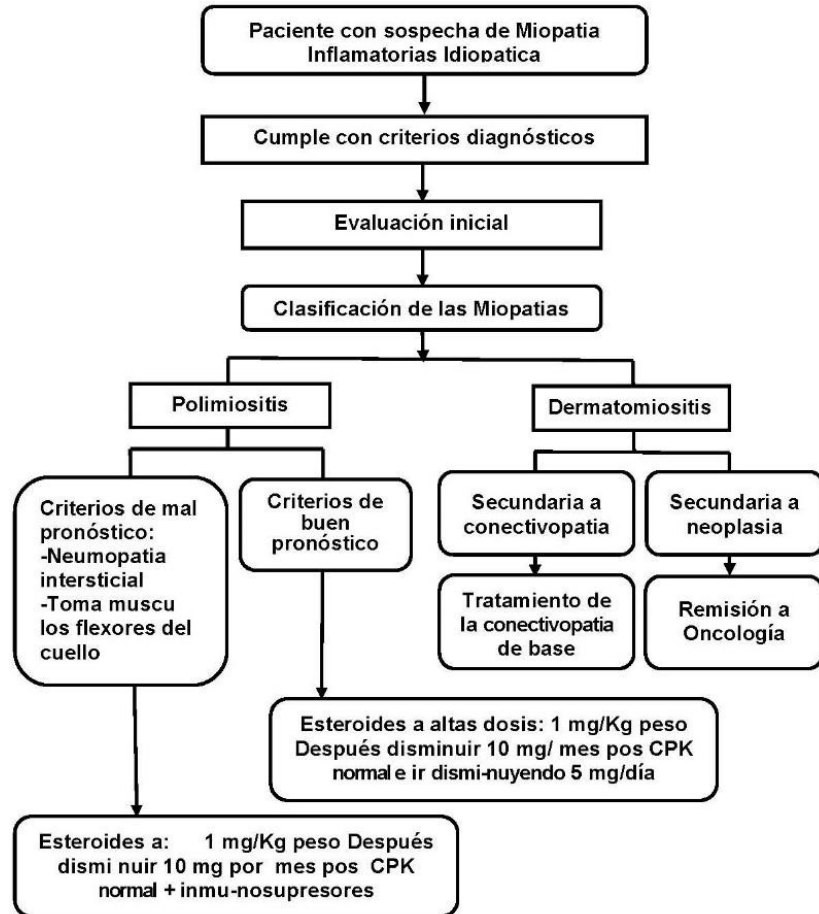 Paciente con sospecha de Miopatia
Inflamatorias Idiopatica
Cumple con criterios diagnósticos
Evaluación inicial
Clasificación de las Miopatias
Polimiositis
Dermatomiositis
Criterios de mal
pronóstico:
-Neumopatia
intersticial
-Toma muscu
los flexores del
cuello
Criterios de
buen
pronóstico
Secundaria a
conectivopatia
Secundaria a
neoplasia
Tratamiento de
la conectivopatia
de base
Remisión a
Oncología
Esteroides a altas dosis: 1 mg/Kg peso
Después disminuir 10 mg/ mes pos CPK
normal e ir dismi-nuyendo 5 mg/día
Esteroides a: 1 mg/Kg peso Después
dismi nuir 10 mg por mes pos CPK
normal + inmu-nosupresores